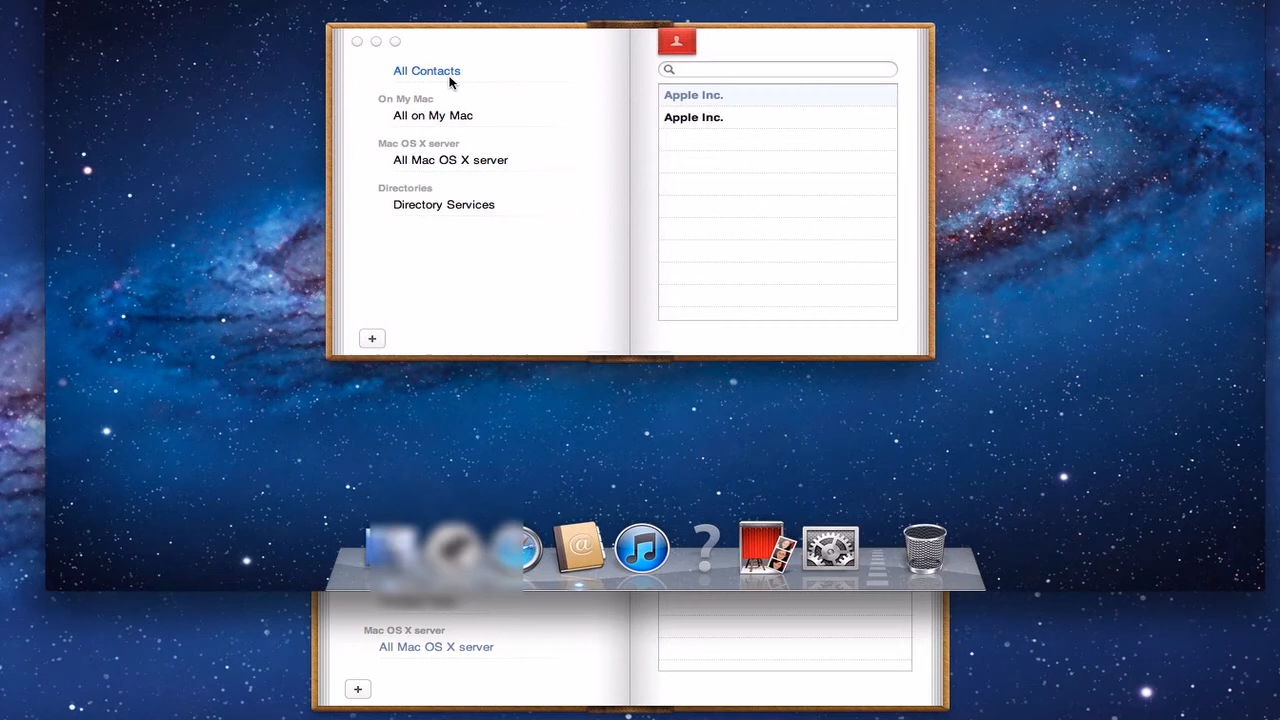 All Contacts
On My Mac
All on My Mac
Mac OS X server
All Mac OS X server
Directories
Directory Services
+
Apple Inc.
Apple Inc.
@
?
Mac OS X server
All Mac OS X server
+